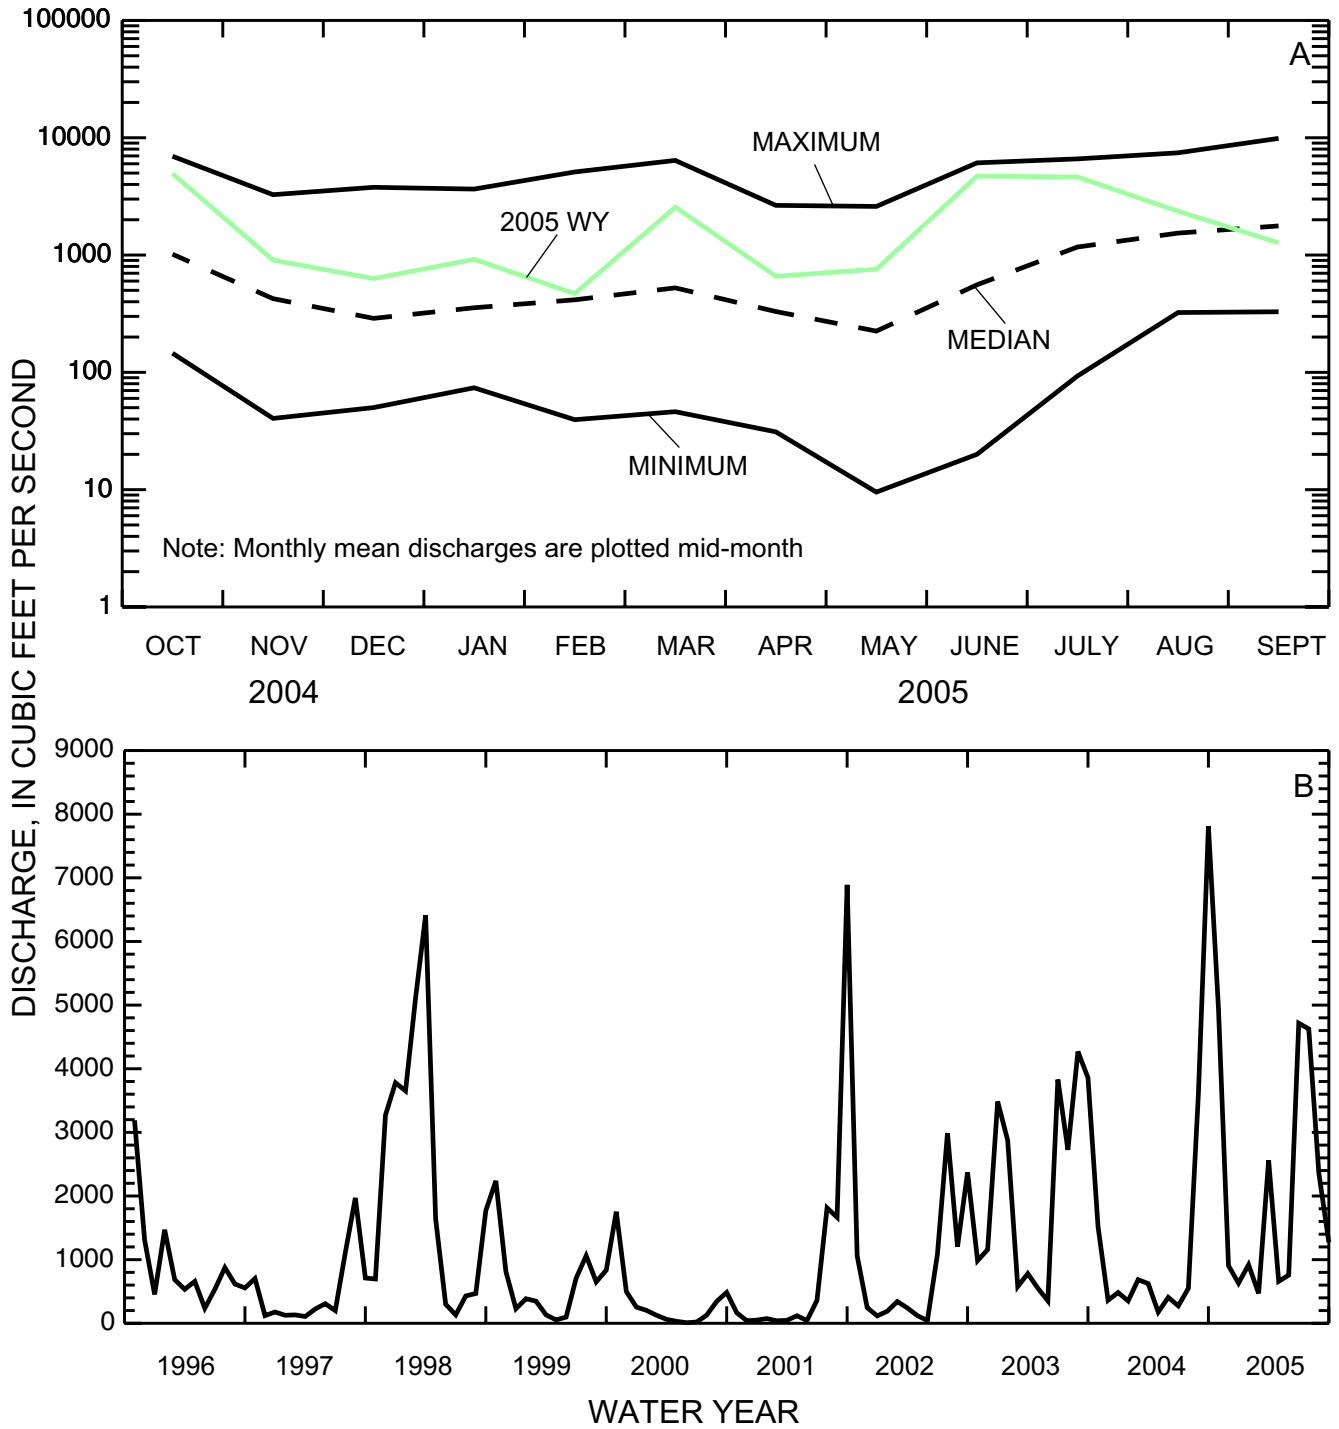 100000
10000
1000
100
10
1
A
MAXIMUM
2005 WY
MEDIAN
MINIMUM
Note: Monthly mean discharges are plotted mid-month
OCT NOV DEC JAN FEB MAR APR MAY JUNE JULY AUG SEPT
2004 2005
DISCHARGE, IN CUBIC FEET PER SECOND
9000
8000
7000
6000
5000
4000
3000
2000
1000
0
B
1996 1997 1998 1999 2000 2001 2002 2003 2004 2005
WATER YEAR